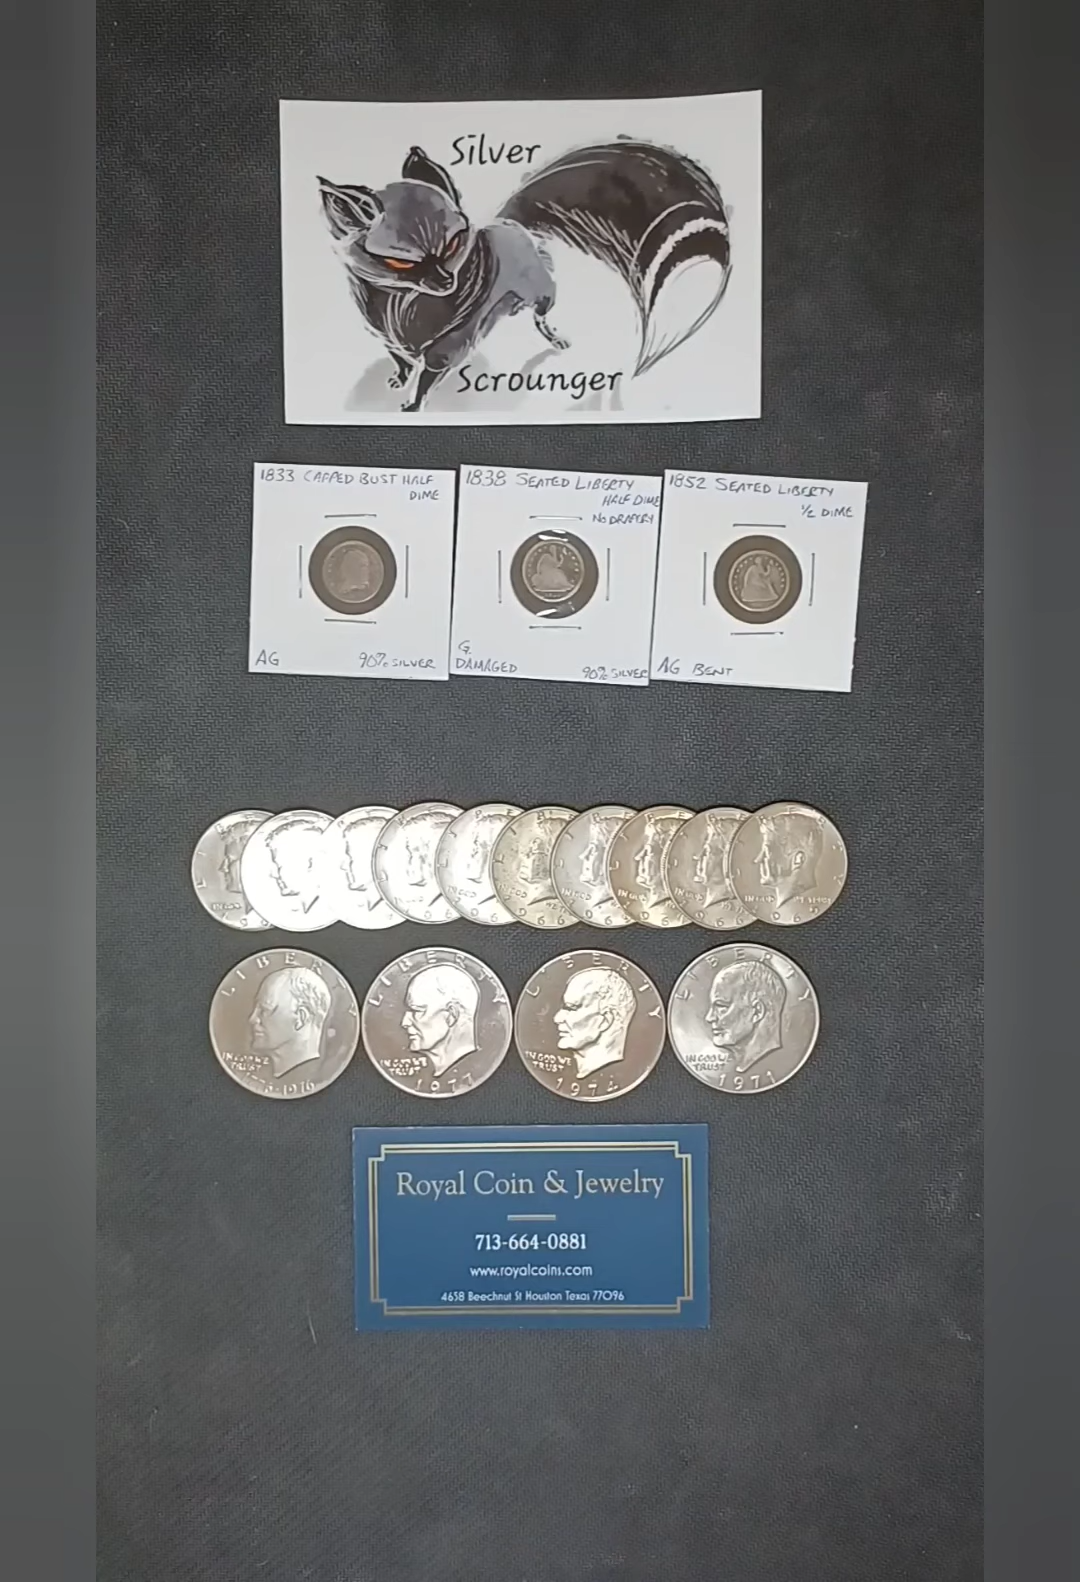 Silver
Scrounger
1833 CAPPED BUST HALF
DIME
AG
90% SILVER
1838 SEATED LIBERTY
HALF DIME
NO DRAPERY
G.
DAMAGED
90% SILVER
1852 SEATED LIBERTY
1/2 DIME
AG BENT
LIBERTY
IN GOD WE
TRUST
1776-1976
LIBERTY
IN GOD WE
TRUST
1977
LIBERTY
IN GOD WE
TRUST
1974
LIBERTY
IN GOD WE
TRUST
1971
Royal Coin & Jewelry
713-664-0881
www.royalcoins.com
4658 Beechnut St Houston Texas 77096